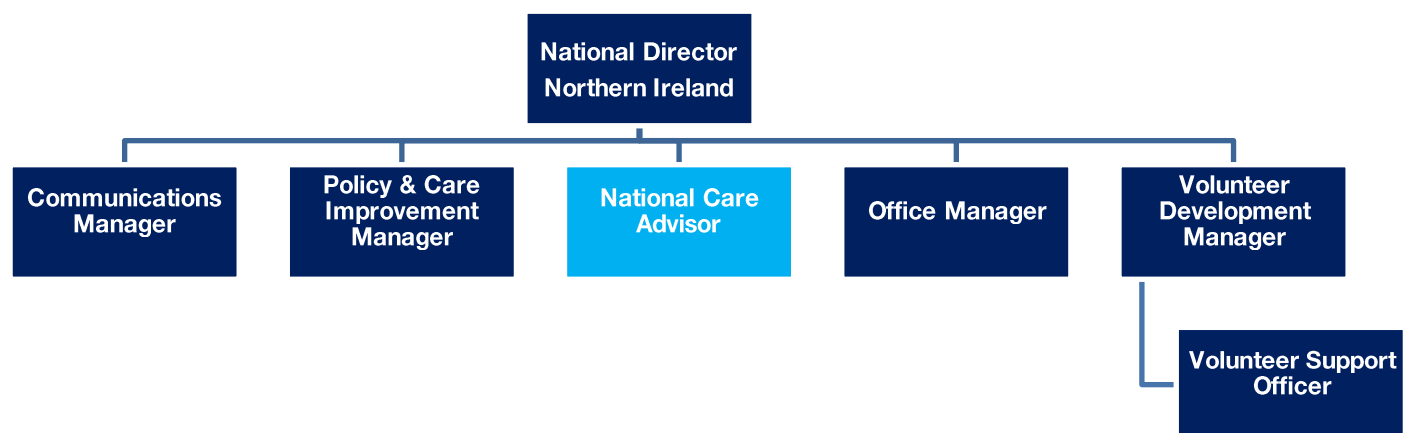 National Director
Northern Ireland
Communications
Manager
Policy & Care
Improvement
Manager
National Care
Advisor
Office Manager
Volunteer
Development
Manager
Volunteer Support
Officer